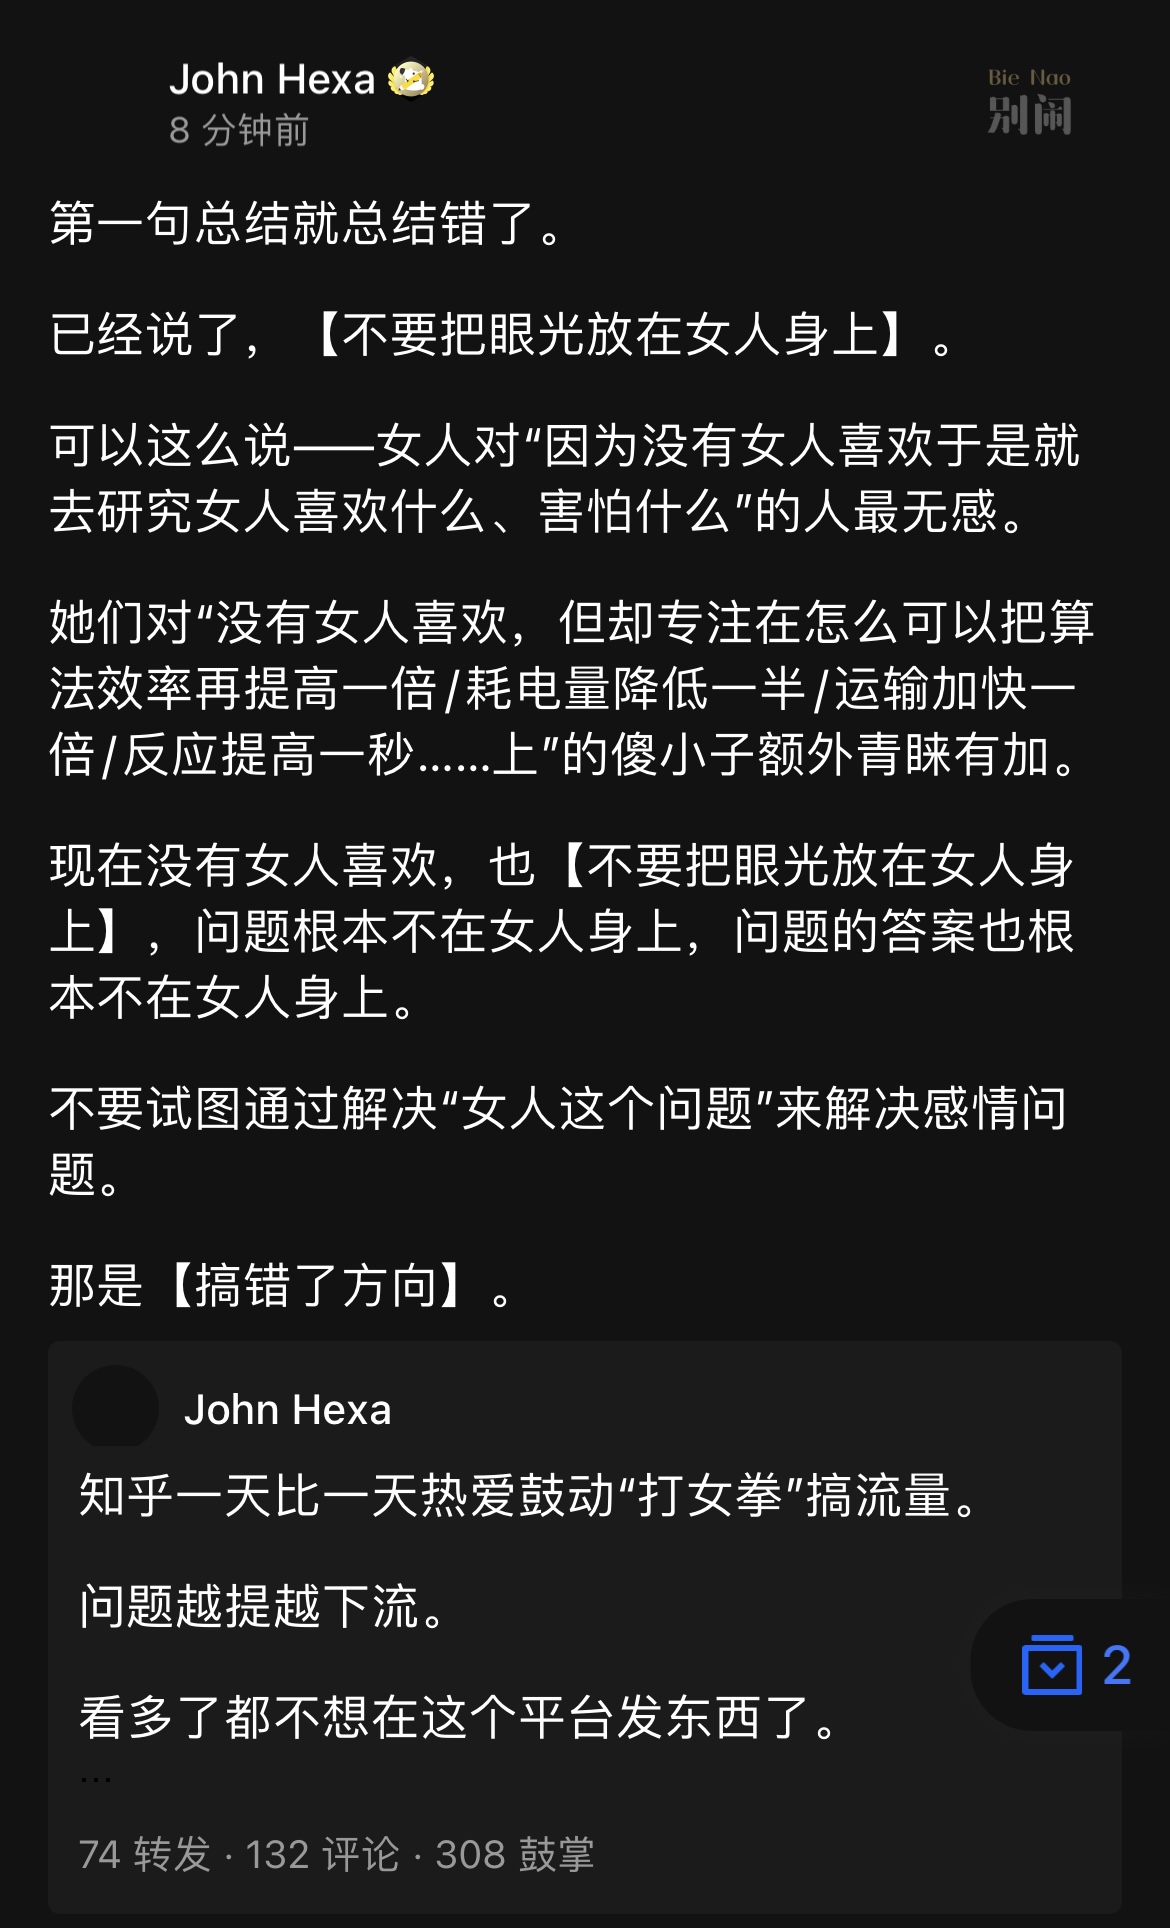 John Hexa
8 分钟前
Bie Nao
别闹
第一句总结就总结错了。
已经说了，【不要把眼光放在女人身上】。
可以这么说——女人对“因为没有女人喜欢于是就
去研究女人喜欢什么、害怕什么”的人最无感。
她们对“没有女人喜欢，但却专注在怎么可以把算
法效率再提高一倍/耗电量降低一半/运输加快一
倍/反应提高一秒……上”的傻小子额外青睐有加。
现在没有女人喜欢，也【不要把眼光放在女人身
上】，问题根本不在女人身上，问题的答案也根
本不在女人身上。
不要试图通过解决“女人这个问题”来解决感情问
题。
那是【搞错了方向】。
John Hexa
知乎一天比一天热爱鼓动“打女拳”搞流量。
问题越提越下流。
看多了都不想在这个平台发东西了。
...
2
74 转发 · 132 评论 · 308 鼓掌